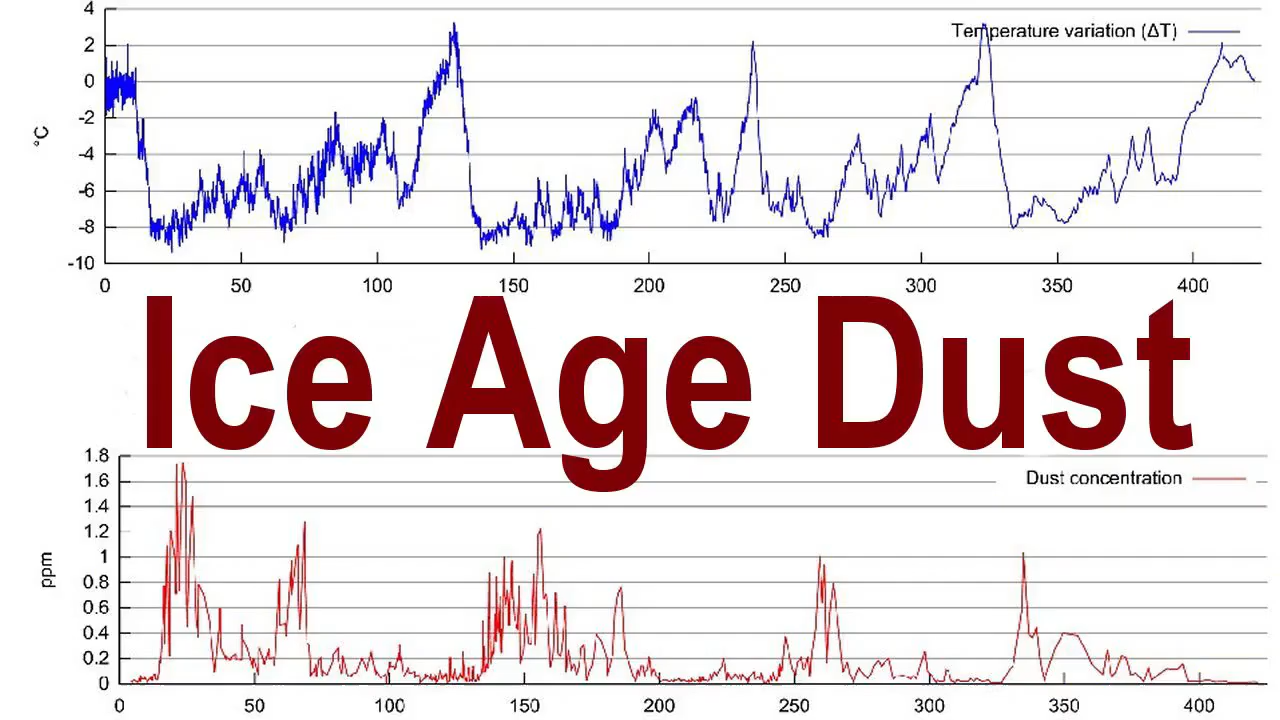 4
Temperature variation (ΔT)
2
0
-2
°C
-4
-6
-8
-10
0 50 100 150 200 250 300 350 400
Ice Age Dust
1.8
Dust concentration
1.6
1.4
1.2
1
ppm
0.8
0.6
0.4
0.2
0
0 50 100 150 200 250 300 350 400